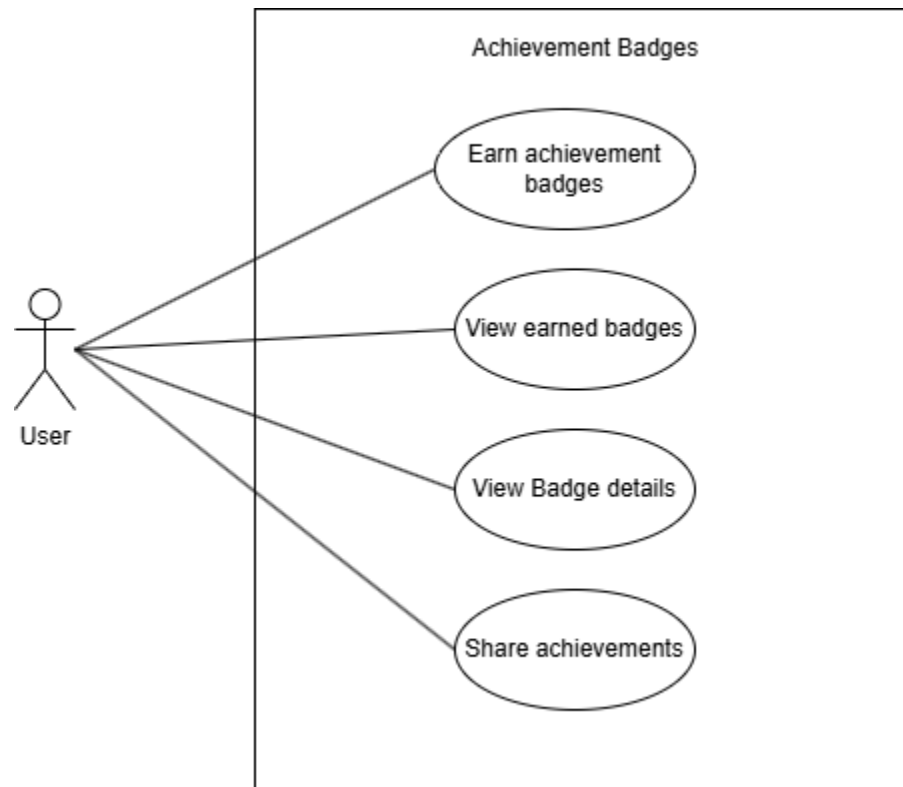 Achievement Badges
Earn achievement
badges
View earned badges
User
View Badge details
Share achievements